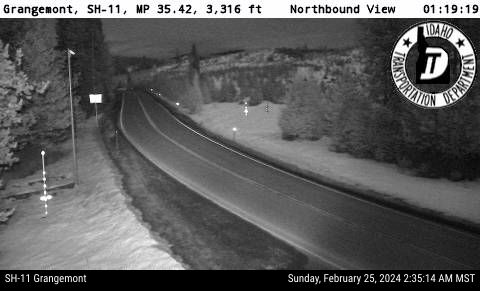 Grangemont, SH-11, MP 35.42, 3,316 ft Northbound View 01:19:19
IDAHO
TRANSPORTATION DEPARTMENT
SH-11 Grangemont Sunday, February 25, 2024 2:35:14 AM MST